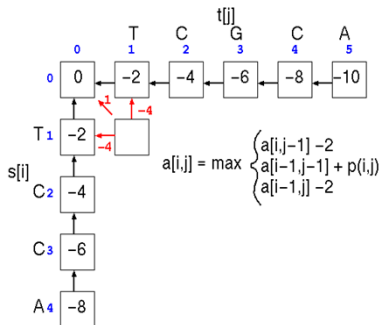 t[j]
T C G C A
0 1 2 3 4 5
0 0 -2 -4 -6 -8 -10
1 -4
T 1 -2 -4
s[i]
a[i,j-1] -2
a[i,j] = max a[i-1,j-1] + p(i,j)
a[i-1,j] -2
C 2 -4
C 3 -6
A 4 -8